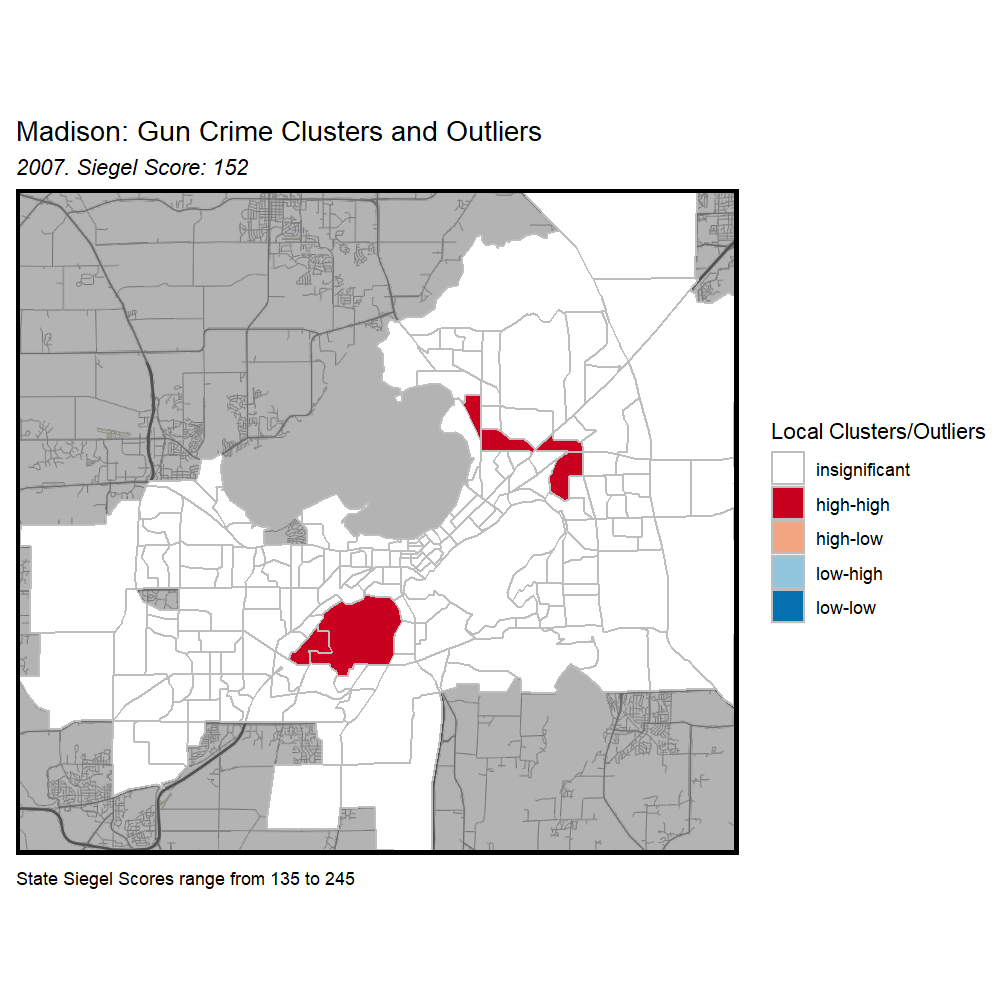 Madison: Gun Crime Clusters and Outliers
2007. Siegel Score: 152
Local Clusters/Outliers
insignificant
high-high
high-low
low-high
low-low
State Siegel Scores range from 135 to 245